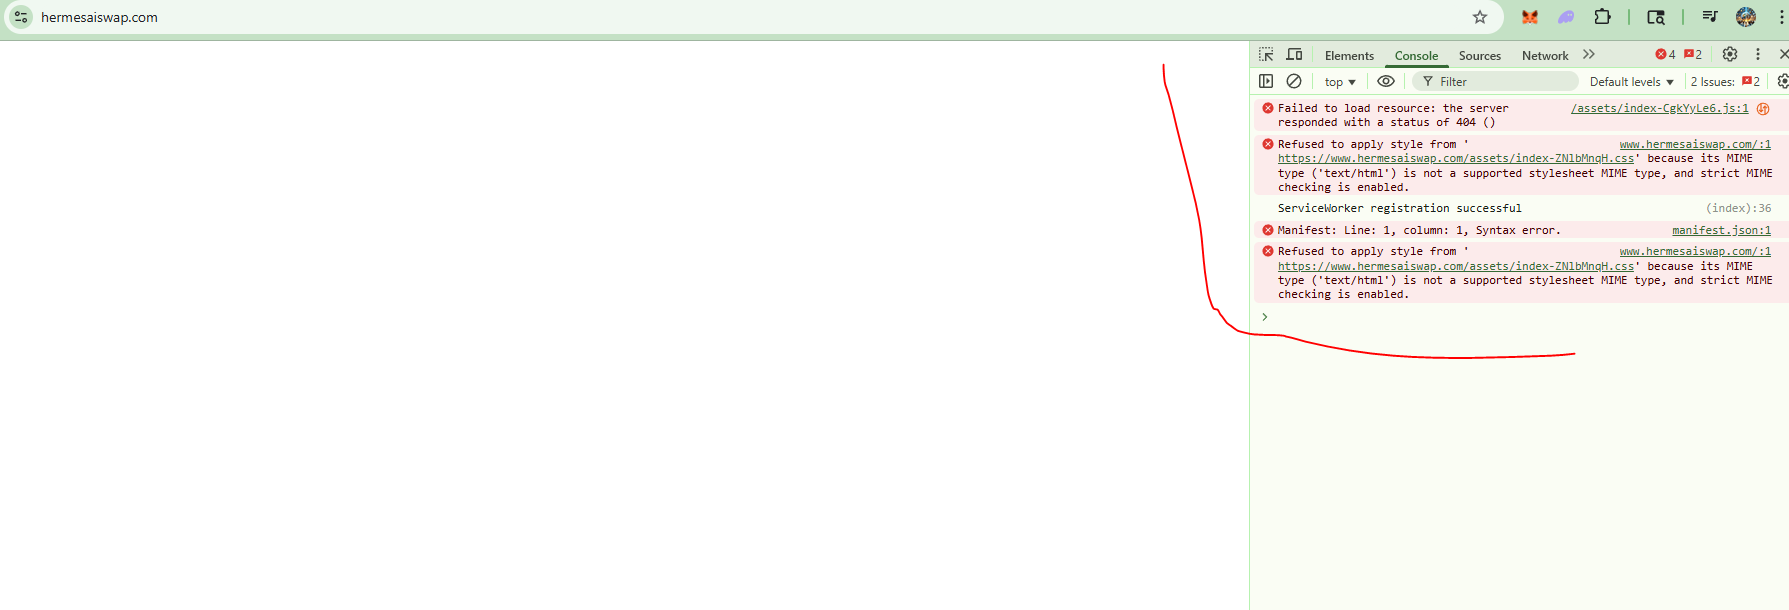 hermesaiswap.com
Elements Console Sources Network 4 2
top Filter Default levels 2 Issues: 2
Failed to load resource: the server /assets/index-CgkYyLe6.js:1
responded with a status of 404 ()
Refused to apply style from ' www.hermesaiswap.com/:1
https://www.hermesaiswap.com/assets/index-ZNlbMnqH.css' because its MIME
type ('text/html') is not a supported stylesheet MIME type, and strict MIME
checking is enabled.
ServiceWorker registration successful (index):36
Manifest: Line: 1, column: 1, Syntax error. manifest.json:1
Refused to apply style from ' www.hermesaiswap.com/:1
https://www.hermesaiswap.com/assets/index-ZNlbMnqH.css' because its MIME
type ('text/html') is not a supported stylesheet MIME type, and strict MIME
checking is enabled.